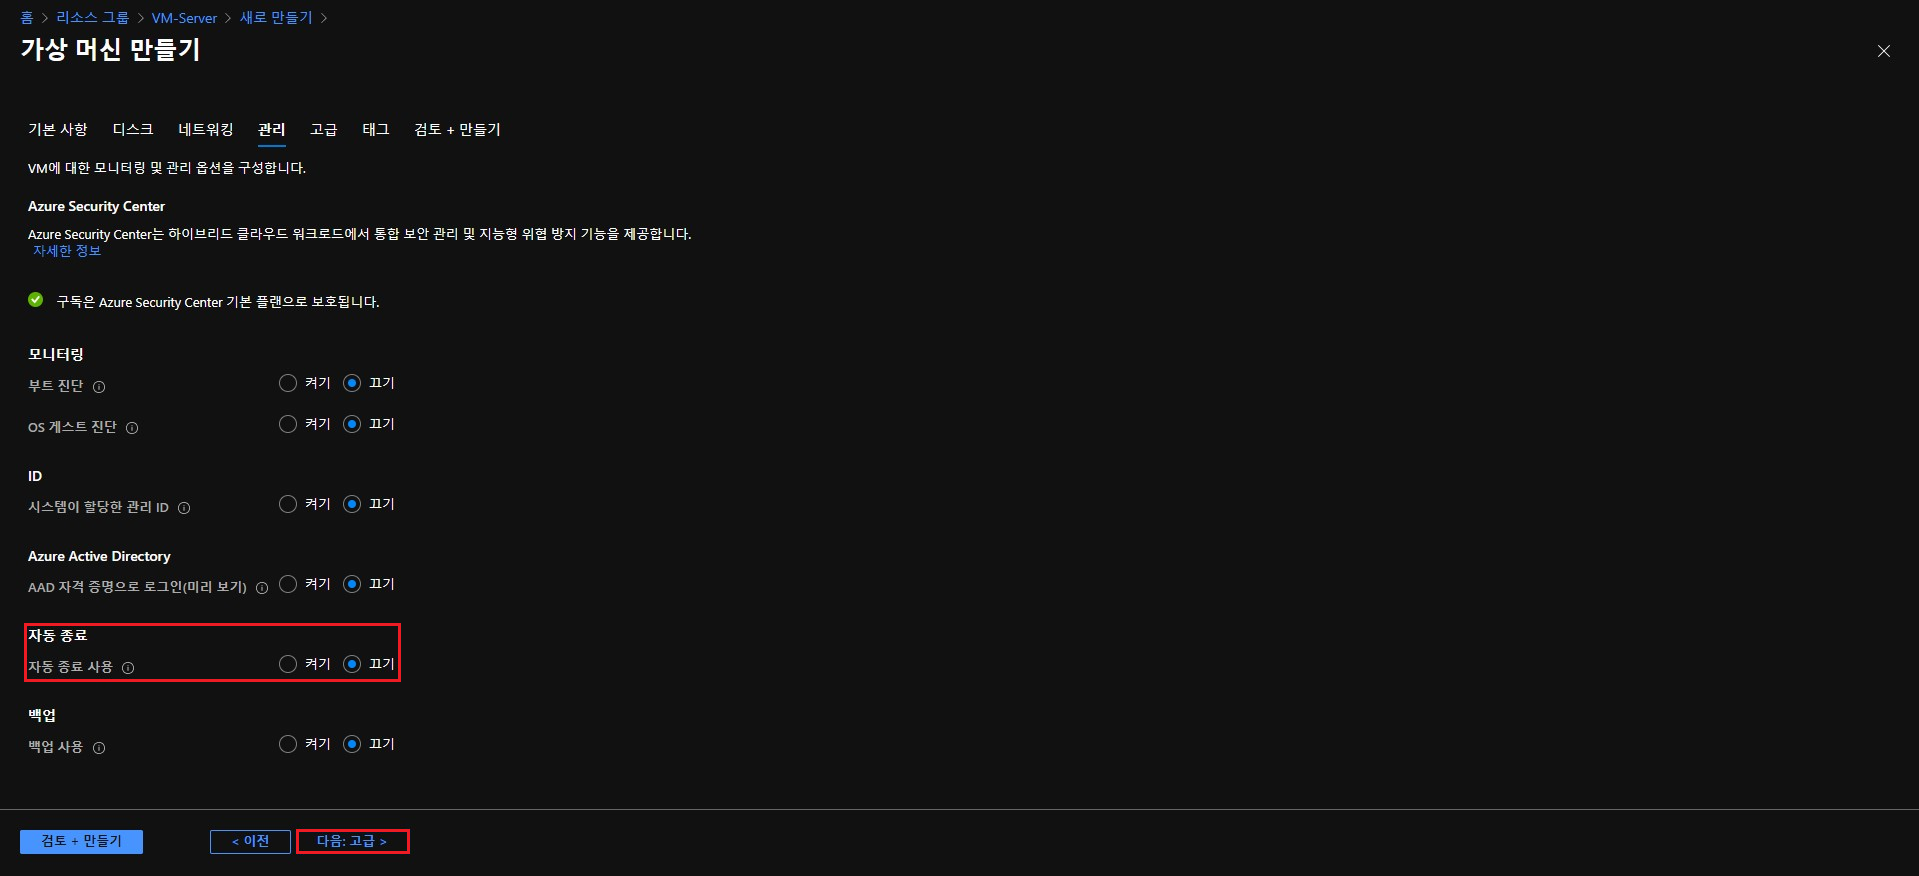 홈 > 리소스 그룹 > VM-Server > 새로 만들기 >
가상 머신 만들기
기본 사항 디스크 네트워킹 관리 고급 태그 검토 + 만들기
VM에 대한 모니터링 및 관리 옵션을 구성합니다.
Azure Security Center
Azure Security Center는 하이브리드 클라우드 워크로드에서 통합 보안 관리 및 지능형 위협 방지 기능을 제공합니다.
자세한 정보
구독은 Azure Security Center 기본 플랜으로 보호됩니다.
모니터링
부트 진단 켜기 끄기
OS 게스트 진단 켜기 끄기
ID
시스템이 할당한 관리 ID 켜기 끄기
Azure Active Directory
AAD 자격 증명으로 로그인(미리 보기) 켜기 끄기
자동 종료
자동 종료 사용 켜기 끄기
백업
백업 사용 켜기 끄기
검토 + 만들기 < 이전 다음: 고급 >